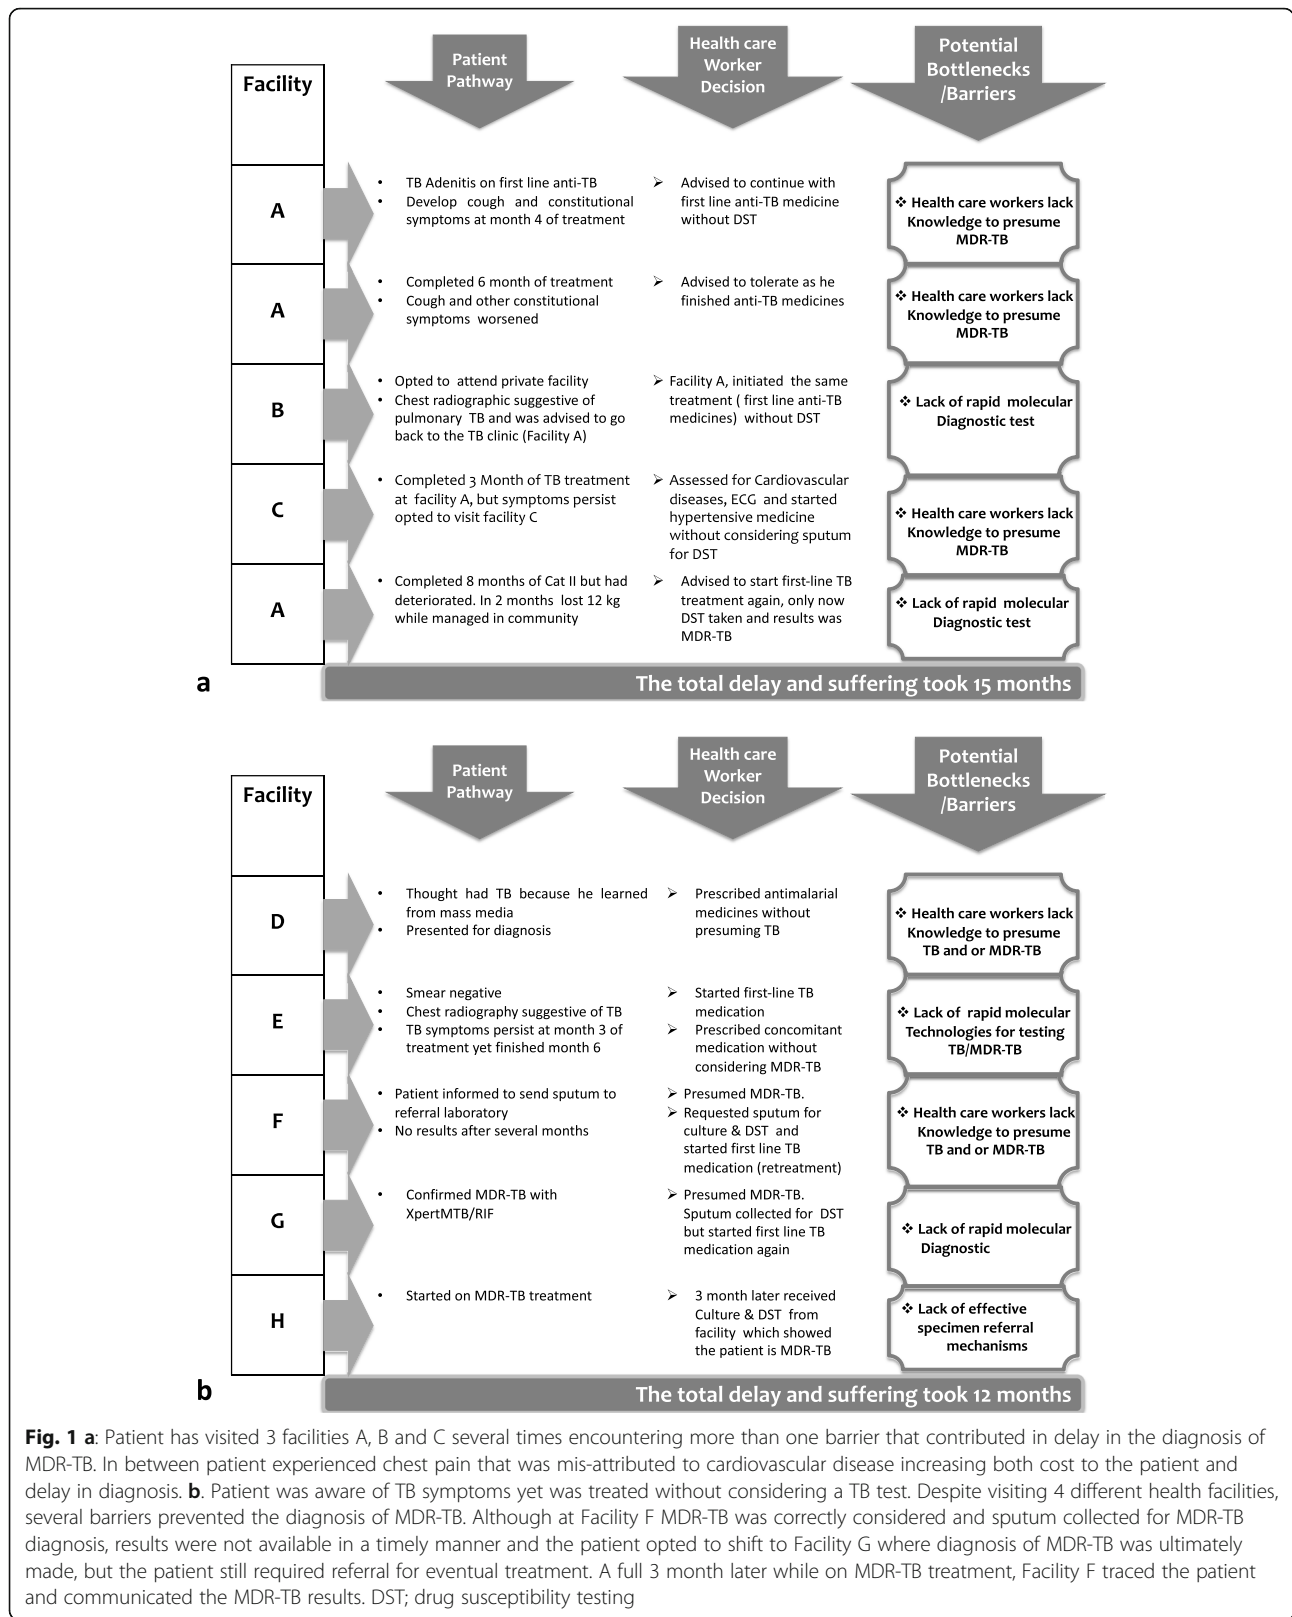 Patient
Pathway
Health care
Worker
Decision
Potential
Bottlenecks
/Barriers
Facility
A
• TB Adenitis on first line anti-TB
• Develop cough and constitutional
symptoms at month 4 of treatment
➢ Advised to continue with
first line anti-TB medicine
without DST
❖ Health care workers lack
Knowledge to presume
MDR-TB
A
• Completed 6 month of treatment
• Cough and other constitutional
symptoms worsened
➢ Advised to tolerate as he
finished anti-TB medicines
❖ Health care workers lack
Knowledge to presume
MDR-TB
B
• Opted to attend private facility
• Chest radiographic suggestive of
pulmonary TB and was advised to go
back to the TB clinic (Facility A)
➢ Facility A, initiated the same
treatment ( first line anti-TB
medicines) without DST
❖ Lack of rapid molecular
Diagnostic test
C
• Completed 3 Month of TB treatment
at facility A, but symptoms persist
opted to visit facility C
➢ Assessed for Cardiovascular
diseases, ECG and started
hypertensive medicine
without considering sputum
for DST
❖ Health care workers lack
Knowledge to presume
MDR-TB
A
• Completed 8 months of Cat II but had
deteriorated. In 2 months lost 12 kg
while managed in community
➢ Advised to start first-line TB
treatment again, only now
DST taken and results was
MDR-TB
❖ Lack of rapid molecular
Diagnostic test
a
The total delay and suffering took 15 months
Patient
Pathway
Health care
Worker
Decision
Potential
Bottlenecks
/Barriers
Facility
D
• Thought had TB because he learned
from mass media
• Presented for diagnosis
➢ Prescribed antimalarial
medicines without
presuming TB
❖ Health care workers lack
Knowledge to presume
TB and or MDR-TB
E
• Smear negative
• Chest radiography suggestive of TB
• TB symptoms persist at month 3 of
treatment yet finished month 6
➢ Started first-line TB
medication
➢ Prescribed concomitant
medication without
considering MDR-TB
❖ Lack of rapid molecular
Technologies for testing
TB/MDR-TB
F
• Patient informed to send sputum to
referral laboratory
• No results after several months
➢ Presumed MDR-TB.
➢ Requested sputum for
culture & DST and
started first line TB
medication (retreatment)
❖ Health care workers lack
Knowledge to presume
TB and or MDR-TB
G
• Confirmed MDR-TB with
XpertMTB/RIF
➢ Presumed MDR-TB.
Sputum collected for DST
but started first line TB
medication again
❖ Lack of rapid molecular
Diagnostic
H
• Started on MDR-TB treatment
➢ 3 month later received
Culture & DST from
facility which showed
the patient is MDR-TB
❖ Lack of effective
specimen referral
mechanisms
b
The total delay and suffering took 12 months
Fig. 1 a: Patient has visited 3 facilities A, B and C several times encountering more than one barrier that contributed in delay in the diagnosis of
MDR-TB. In between patient experienced chest pain that was mis-attributed to cardiovascular disease increasing both cost to the patient and
delay in diagnosis. b. Patient was aware of TB symptoms yet was treated without considering a TB test. Despite visiting 4 different health facilities,
several barriers prevented the diagnosis of MDR-TB. Although at Facility F MDR-TB was correctly considered and sputum collected for MDR-TB
diagnosis, results were not available in a timely manner and the patient opted to shift to Facility G where diagnosis of MDR-TB was ultimately
made, but the patient still required referral for eventual treatment. A full 3 month later while on MDR-TB treatment, Facility F traced the patient
and communicated the MDR-TB results. DST; drug susceptibility testing